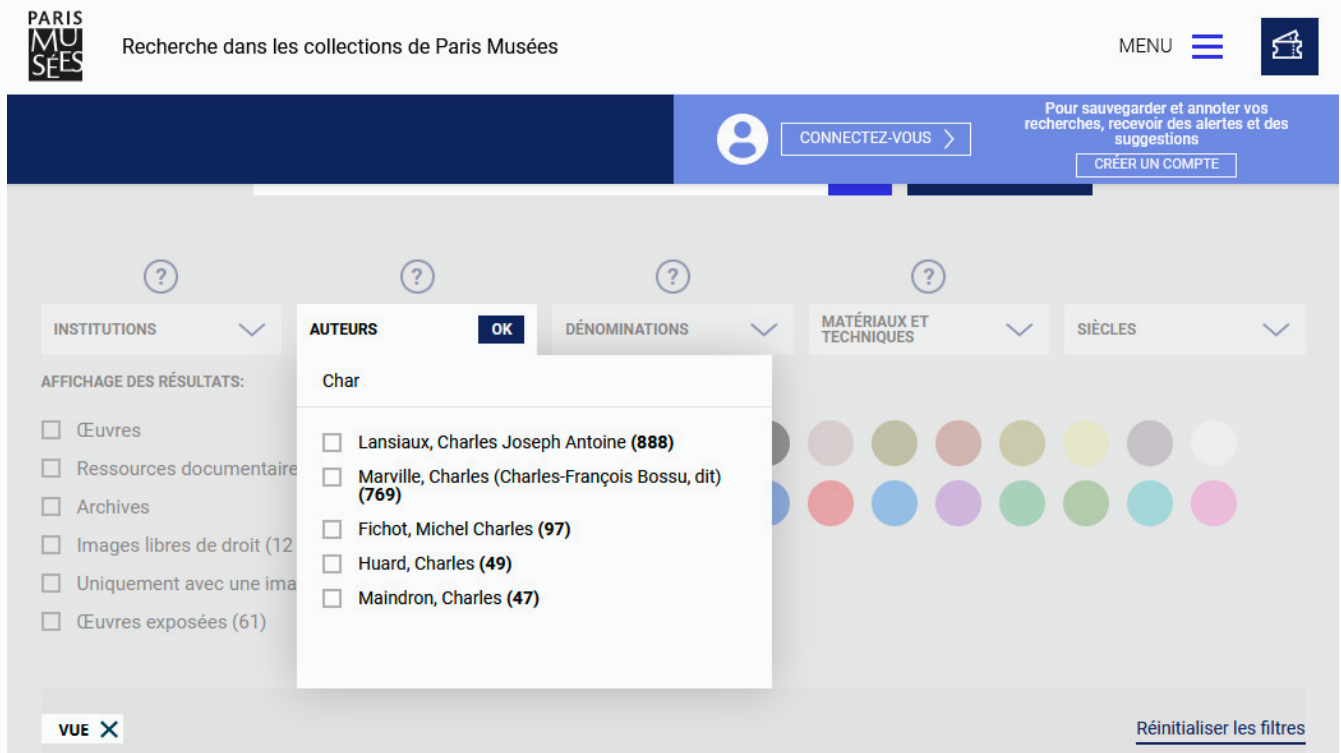 PARIS
MU
SÉES
Recherche dans les collections de Paris Musées
MENU
CONNECTEZ-VOUS
Pour sauvegarder et annoter vos
recherches, recevoir des alertes et des
suggestions
CRÉER UN COMPTE
?
?
?
?
INSTITUTIONS
AUTEURS
OK
DÉNOMINATIONS
MATÉRIAUX ET
TECHNIQUES
SIÈCLES
AFFICHAGE DES RÉSULTATS:
Œuvres
Ressources documentaire
Archives
Images libres de droit (12
Uniquement avec une ima
Œuvres exposées (61)
Char
Lansiaux, Charles Joseph Antoine (888)
Marville, Charles (Charles-François Bossu, dit)
(769)
Fichot, Michel Charles (97)
Huard, Charles (49)
Maindron, Charles (47)
VUE
Réinitialiser les filtres